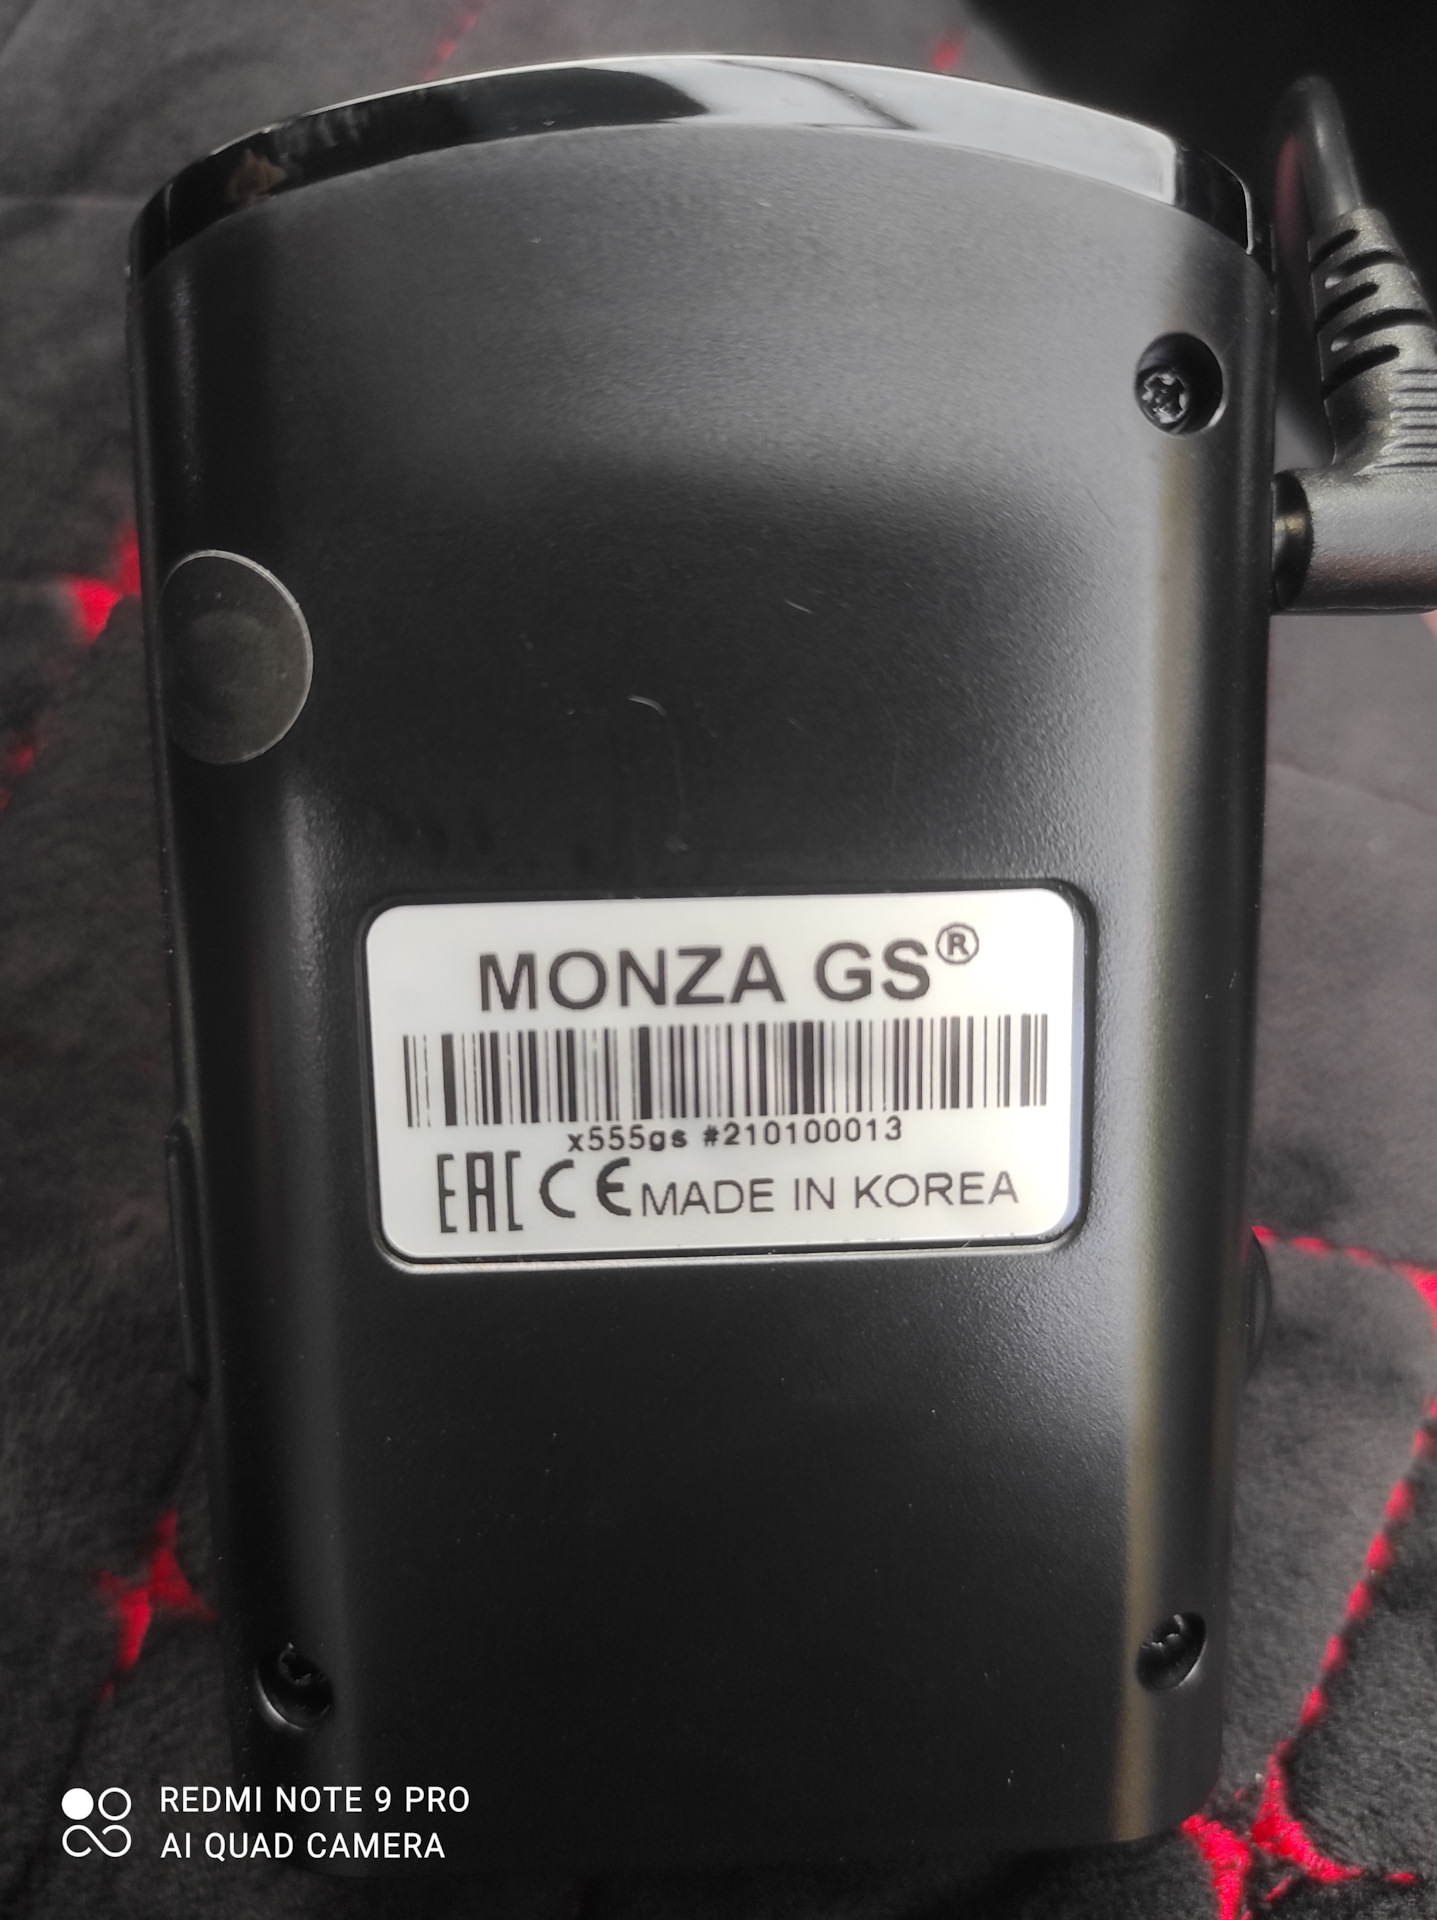 MONZA GS®
x555gs #210100013
EAC CE MADE IN KOREA
REDMI NOTE 9 PRO
AI QUAD CAMERA